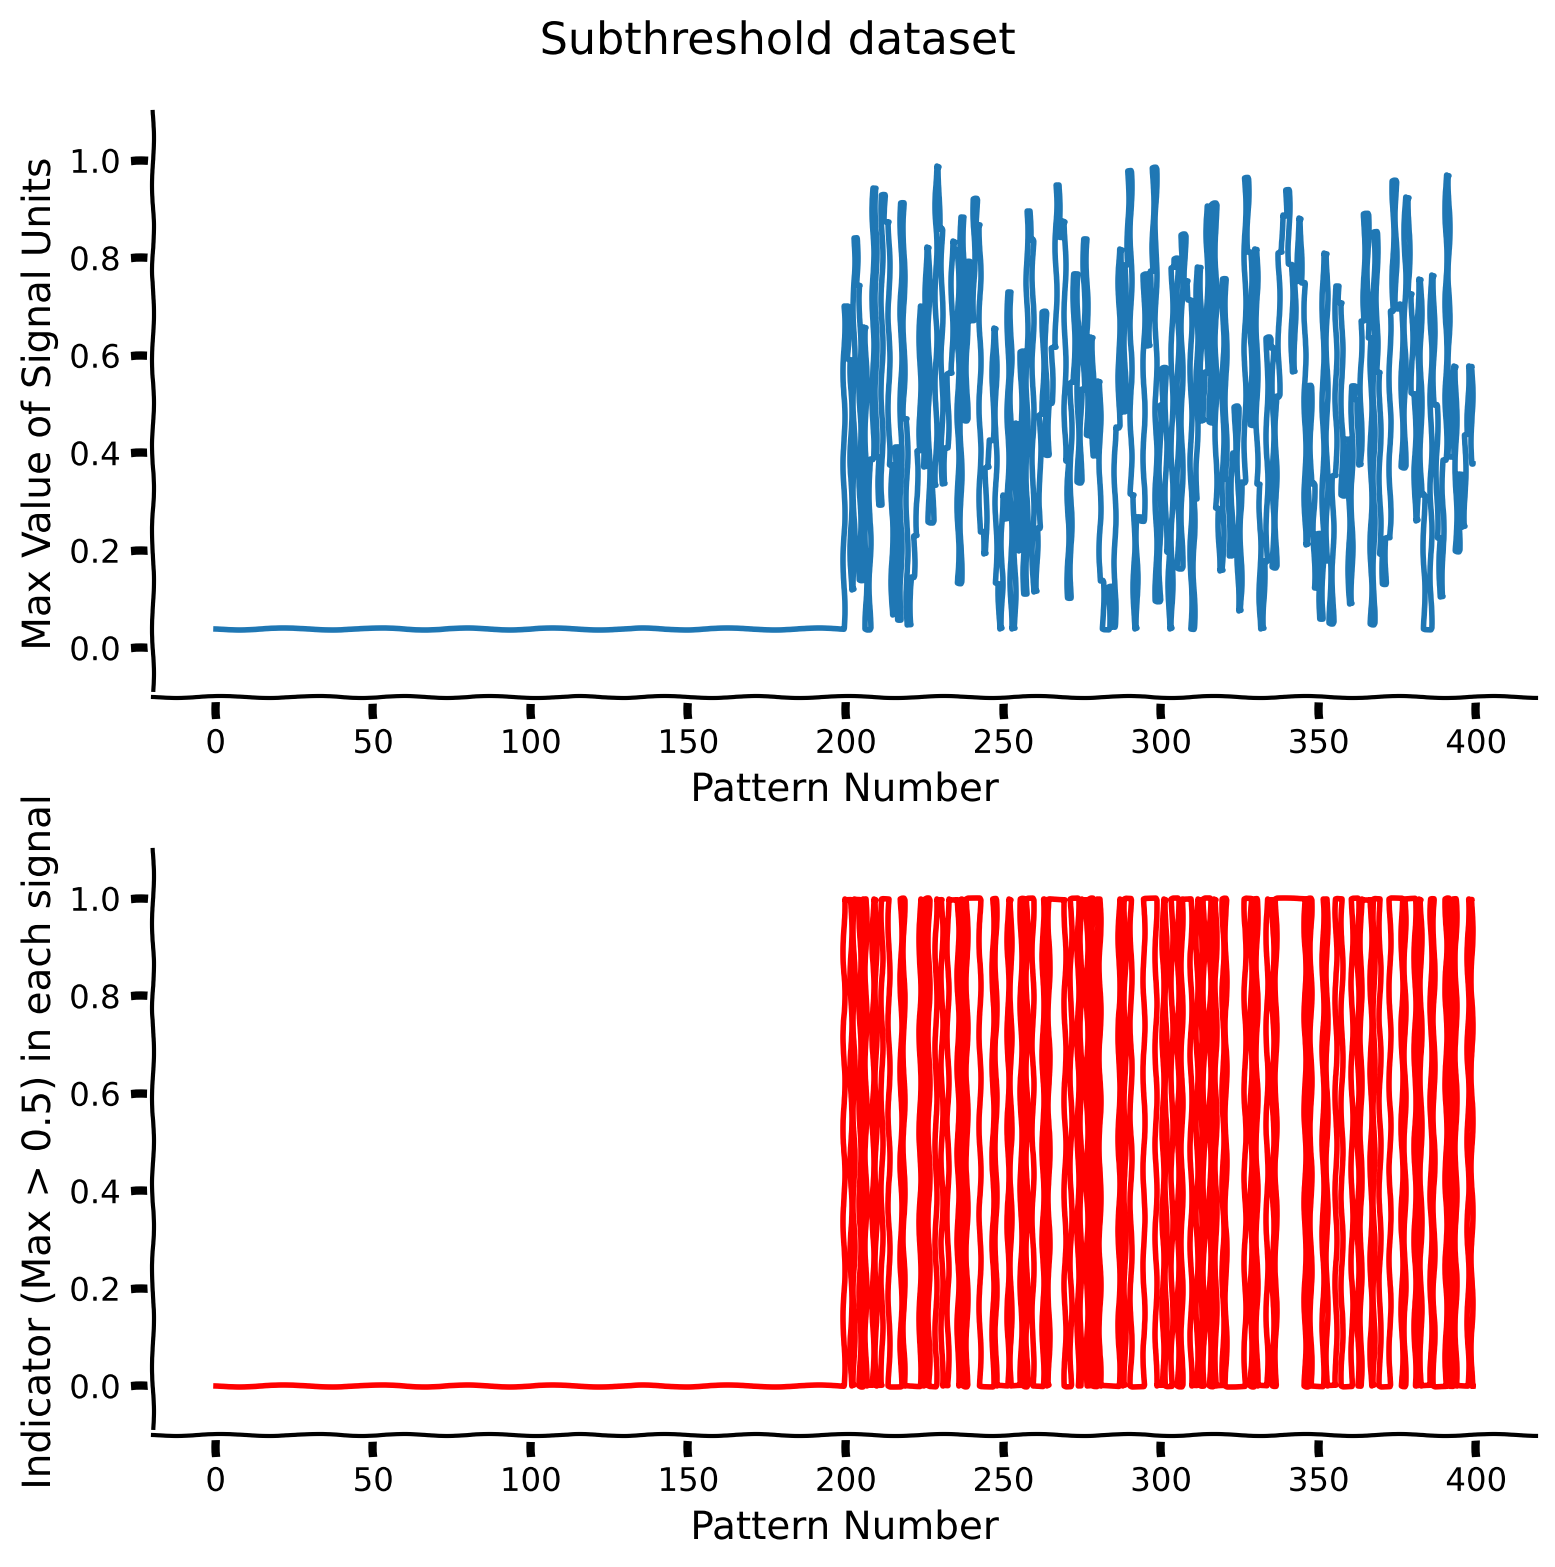 Subthreshold dataset
Max Value of Signal Units
1.0
0.8
0.6
0.4
0.2
0.0
0 50 100 150 200 250 300 350 400
Pattern Number
Indicator (Max > 0.5) in each signal
1.0
0.8
0.6
0.4
0.2
0.0
0 50 100 150 200 250 300 350 400
Pattern Number